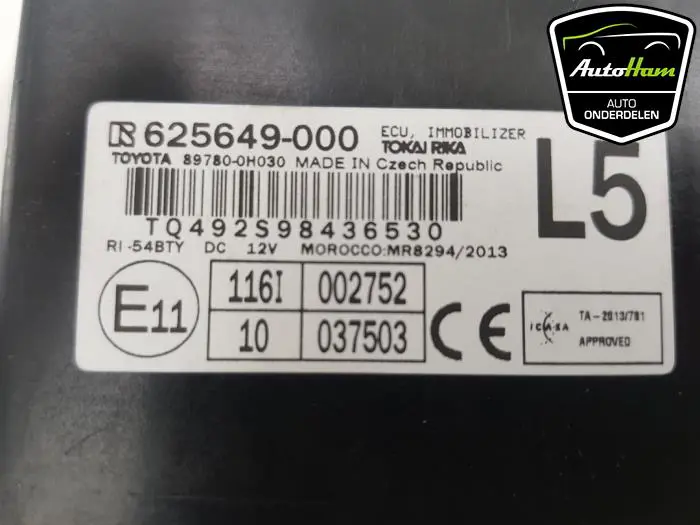 AutoHam
AUTO
ONDERDELEN
R 625649-000 ECU, IMMOBILIZER
TOKAI RIKA
TOYOTA 89780-0H030 MADE IN Czech Republic
L5
TQ492S98436530
RI-54BTY DC 12V MOROCCO:MR8294/2013
E11
116I 002752
10 037503
CE
ICASA
TA-2013/781
APPROVED